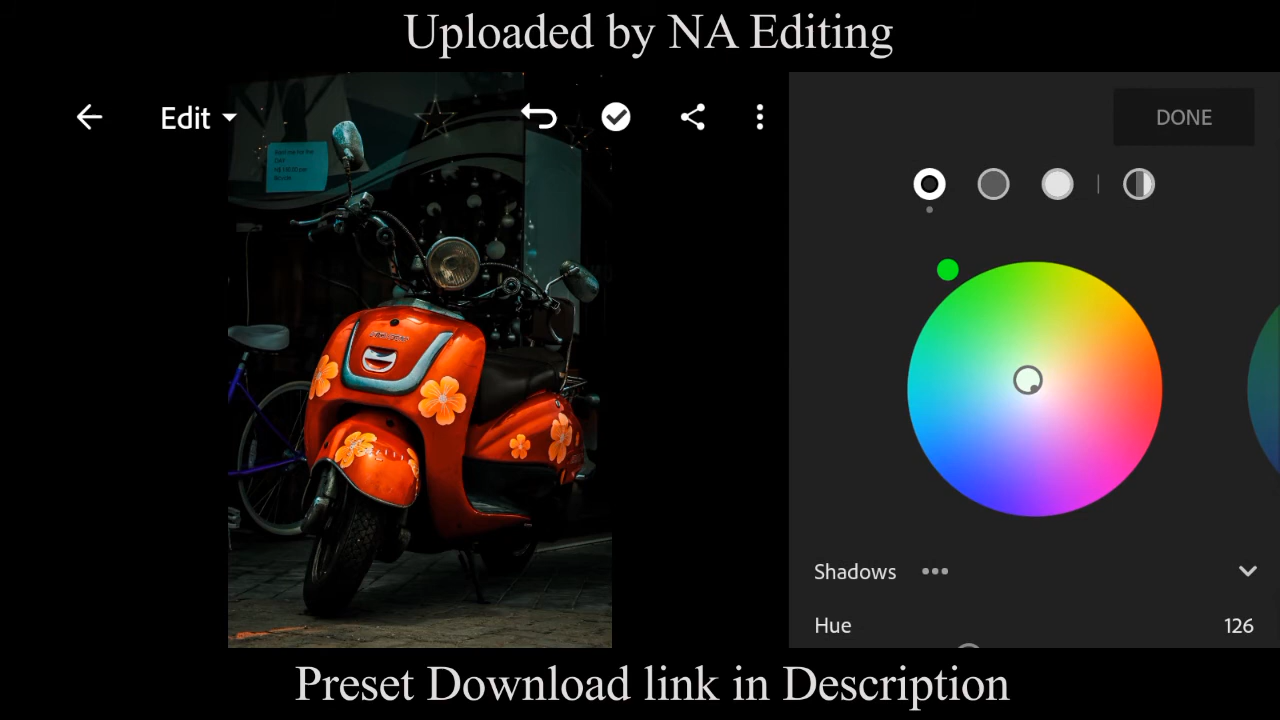 Uploaded by NA Editing
Edit
DONE
Shadows
Hue 126
Preset Download link in Description